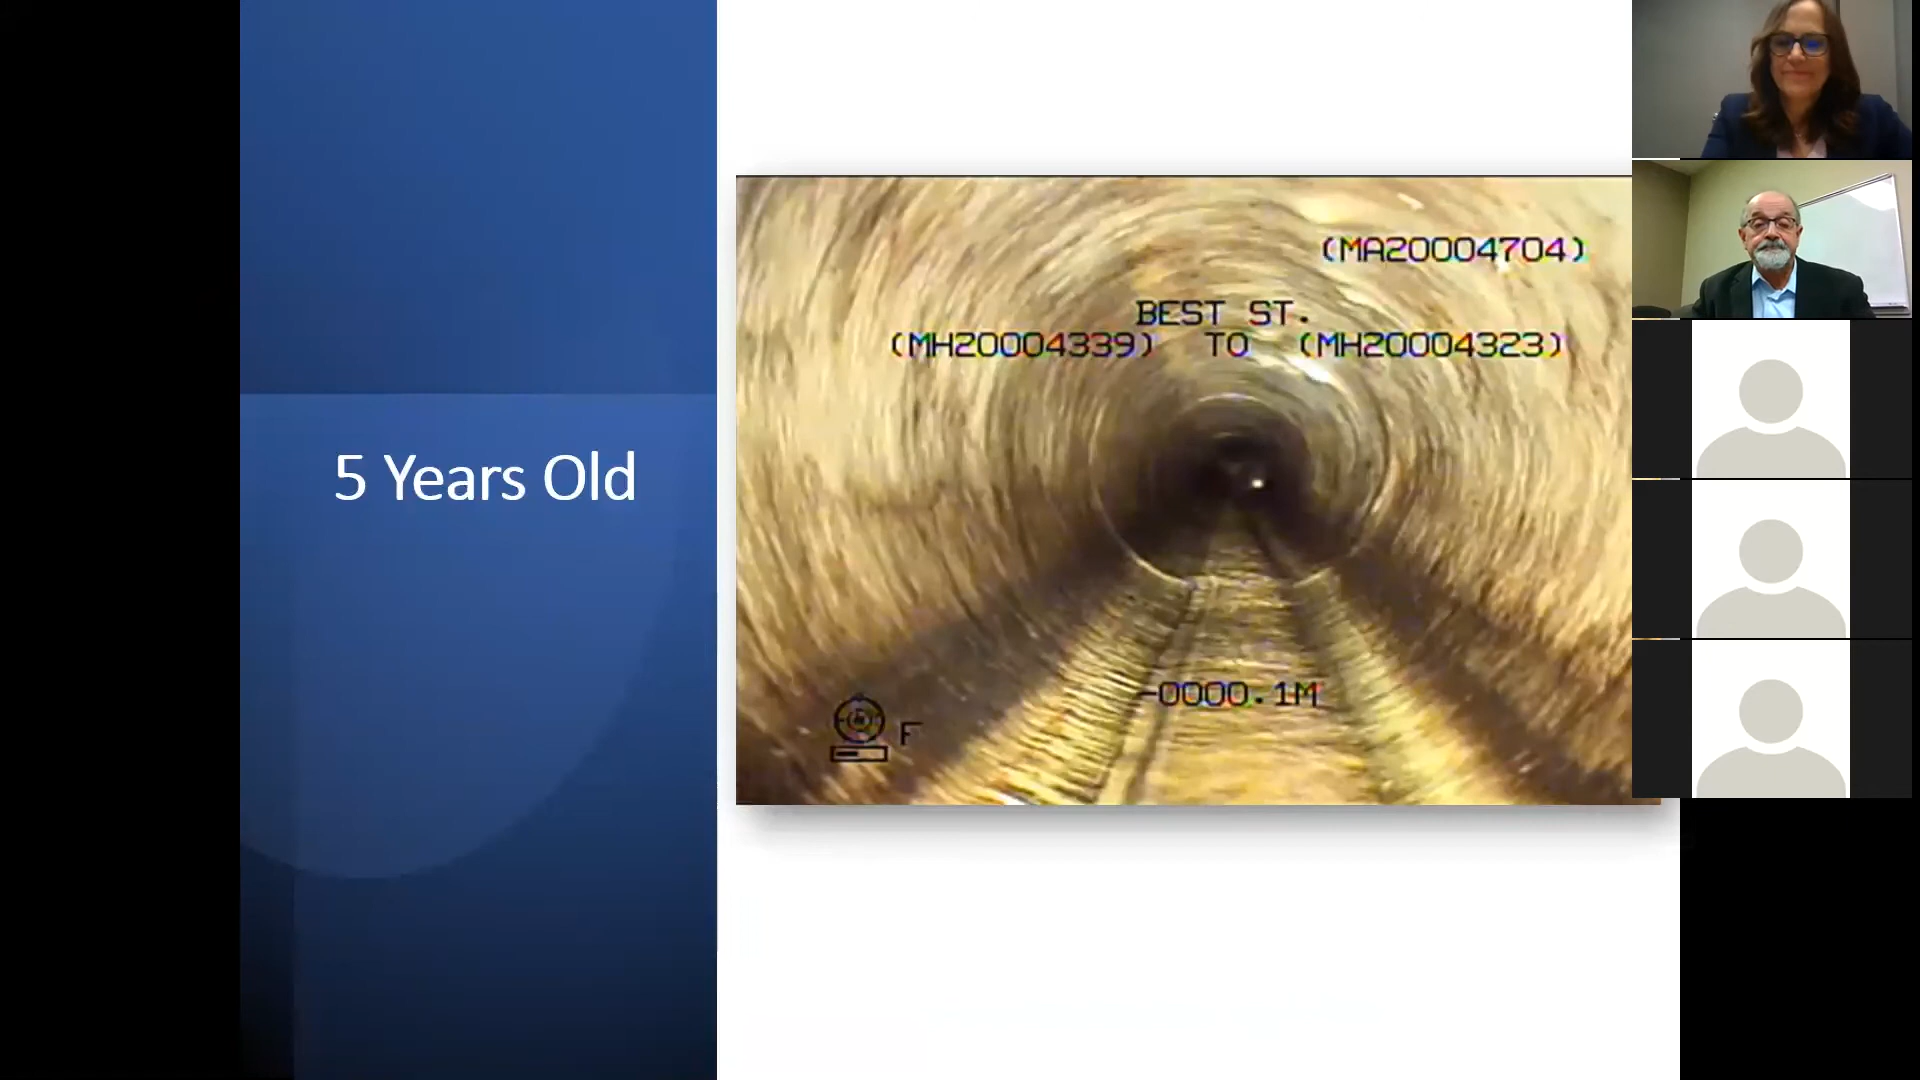 5 Years Old
(MA20004704)
BEST ST.
(MH20004339) TO (MH20004323)
-0000.1M
F